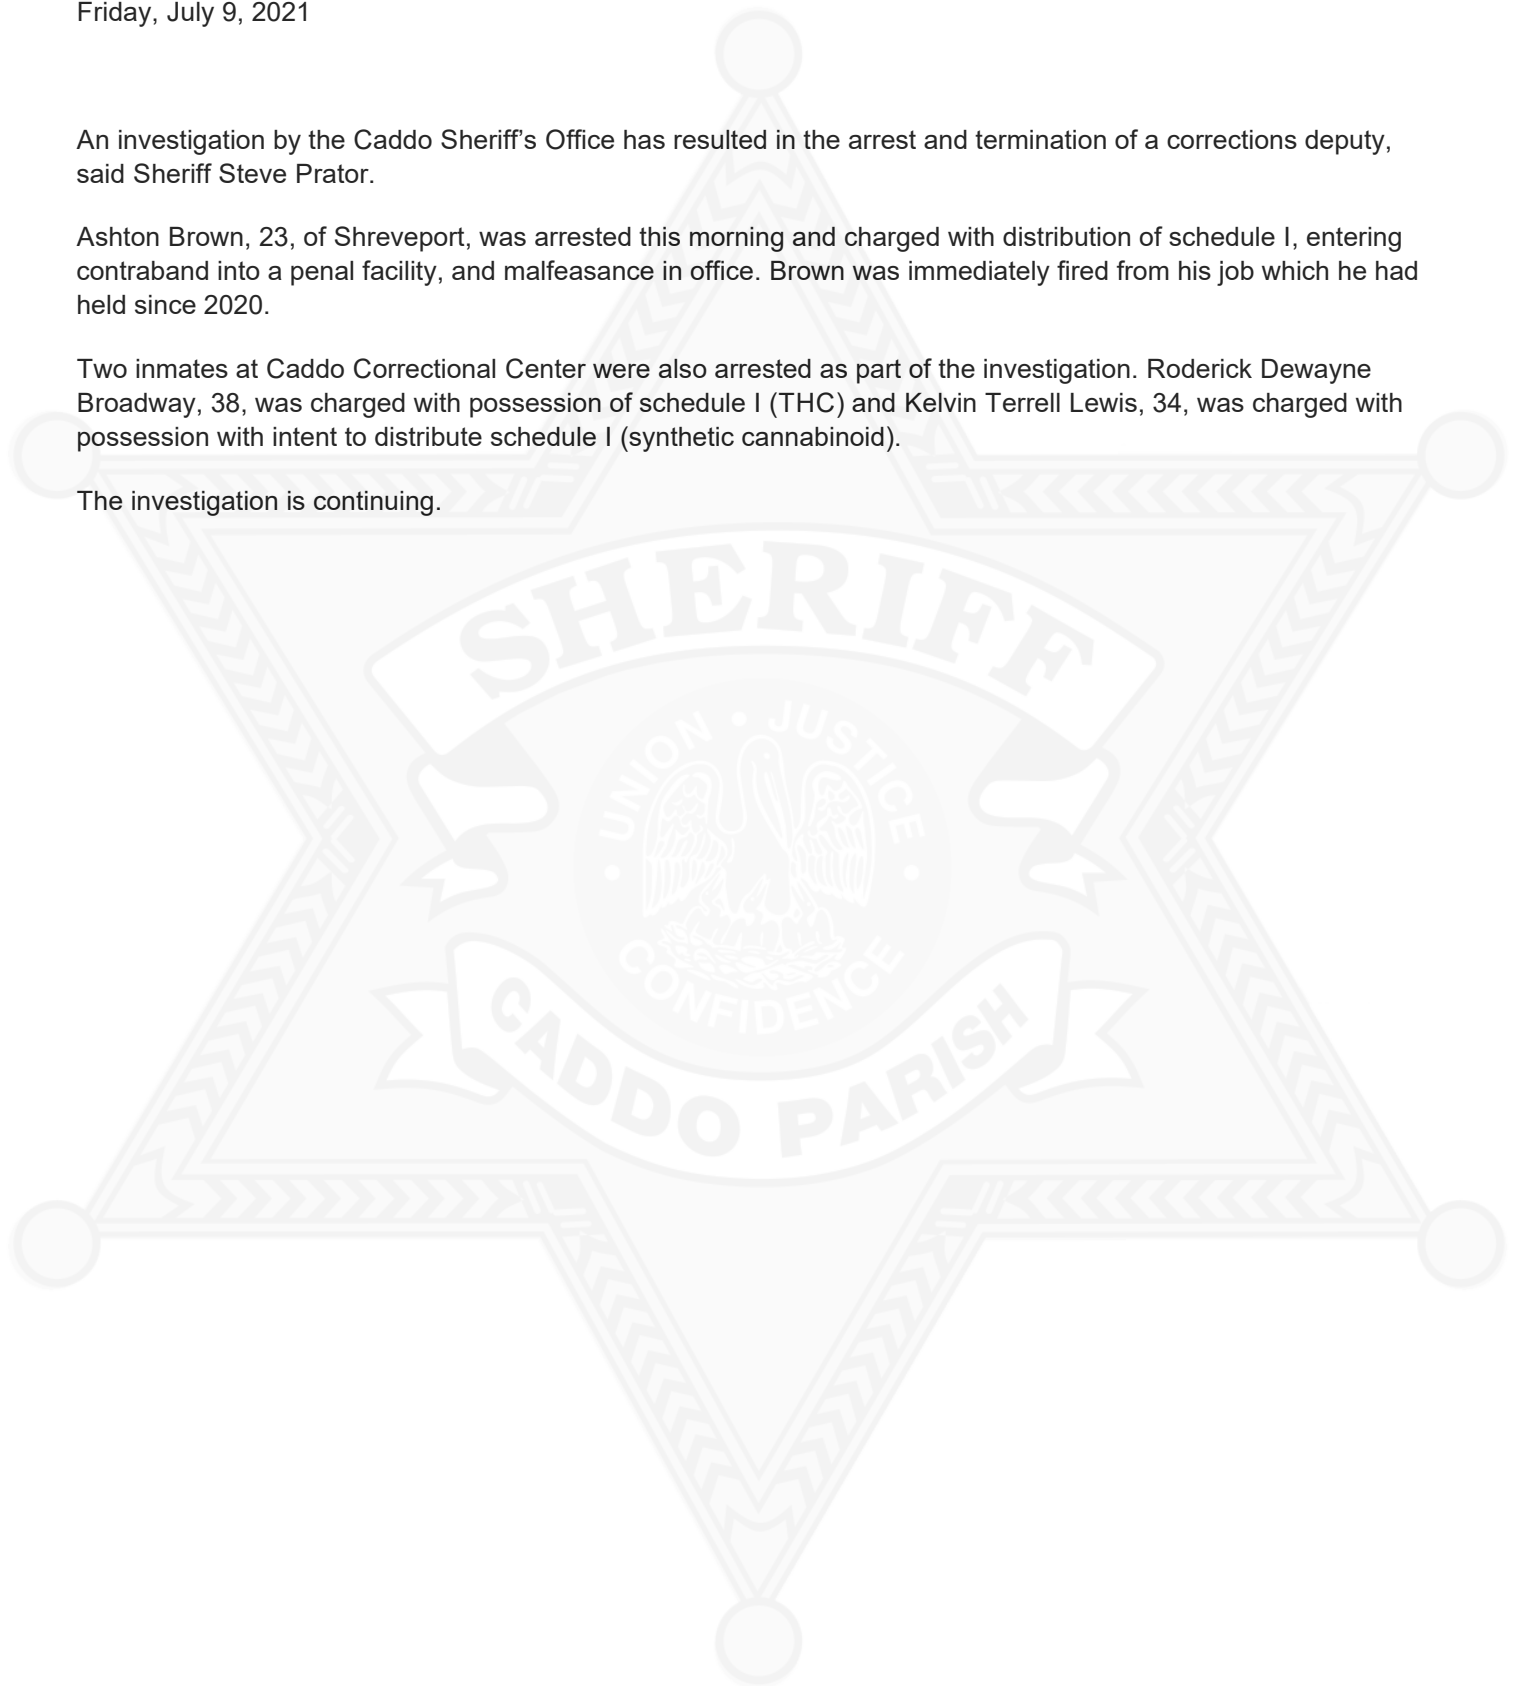 Friday, July 9, 2021
An investigation by the Caddo Sheriff’s Office has resulted in the arrest and termination of a corrections deputy,
said Sheriff Steve Prator.
Ashton Brown, 23, of Shreveport, was arrested this morning and charged with distribution of schedule I, entering
contraband into a penal facility, and malfeasance in office. Brown was immediately fired from his job which he had
held since 2020.
Two inmates at Caddo Correctional Center were also arrested as part of the investigation. Roderick Dewayne
Broadway, 38, was charged with possession of schedule I (THC) and Kelvin Terrell Lewis, 34, was charged with
possession with intent to distribute schedule I (synthetic cannabinoid).
The investigation is continuing.
SHERIFF
UNION • JUSTICE
• CONFIDENCE •
CADDO PARISH